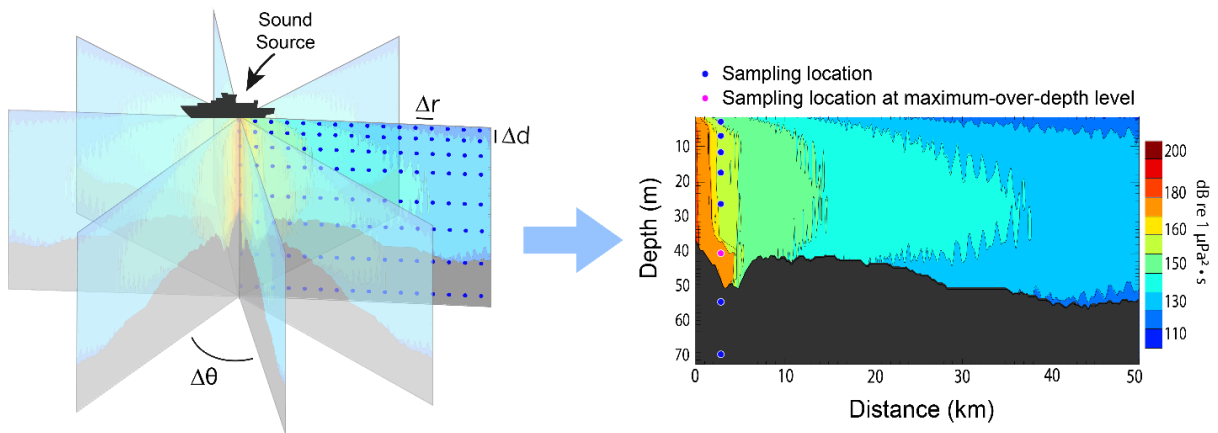 Sound
Source
Δr
Δd
Δθ
Sampling location
Sampling location at maximum-over-depth level
Depth (m)
10
20
30
40
50
60
70
0
10
20
30
40
50
Distance (km)
200
180
160
150
130
110
dB re 1 µPa²·s